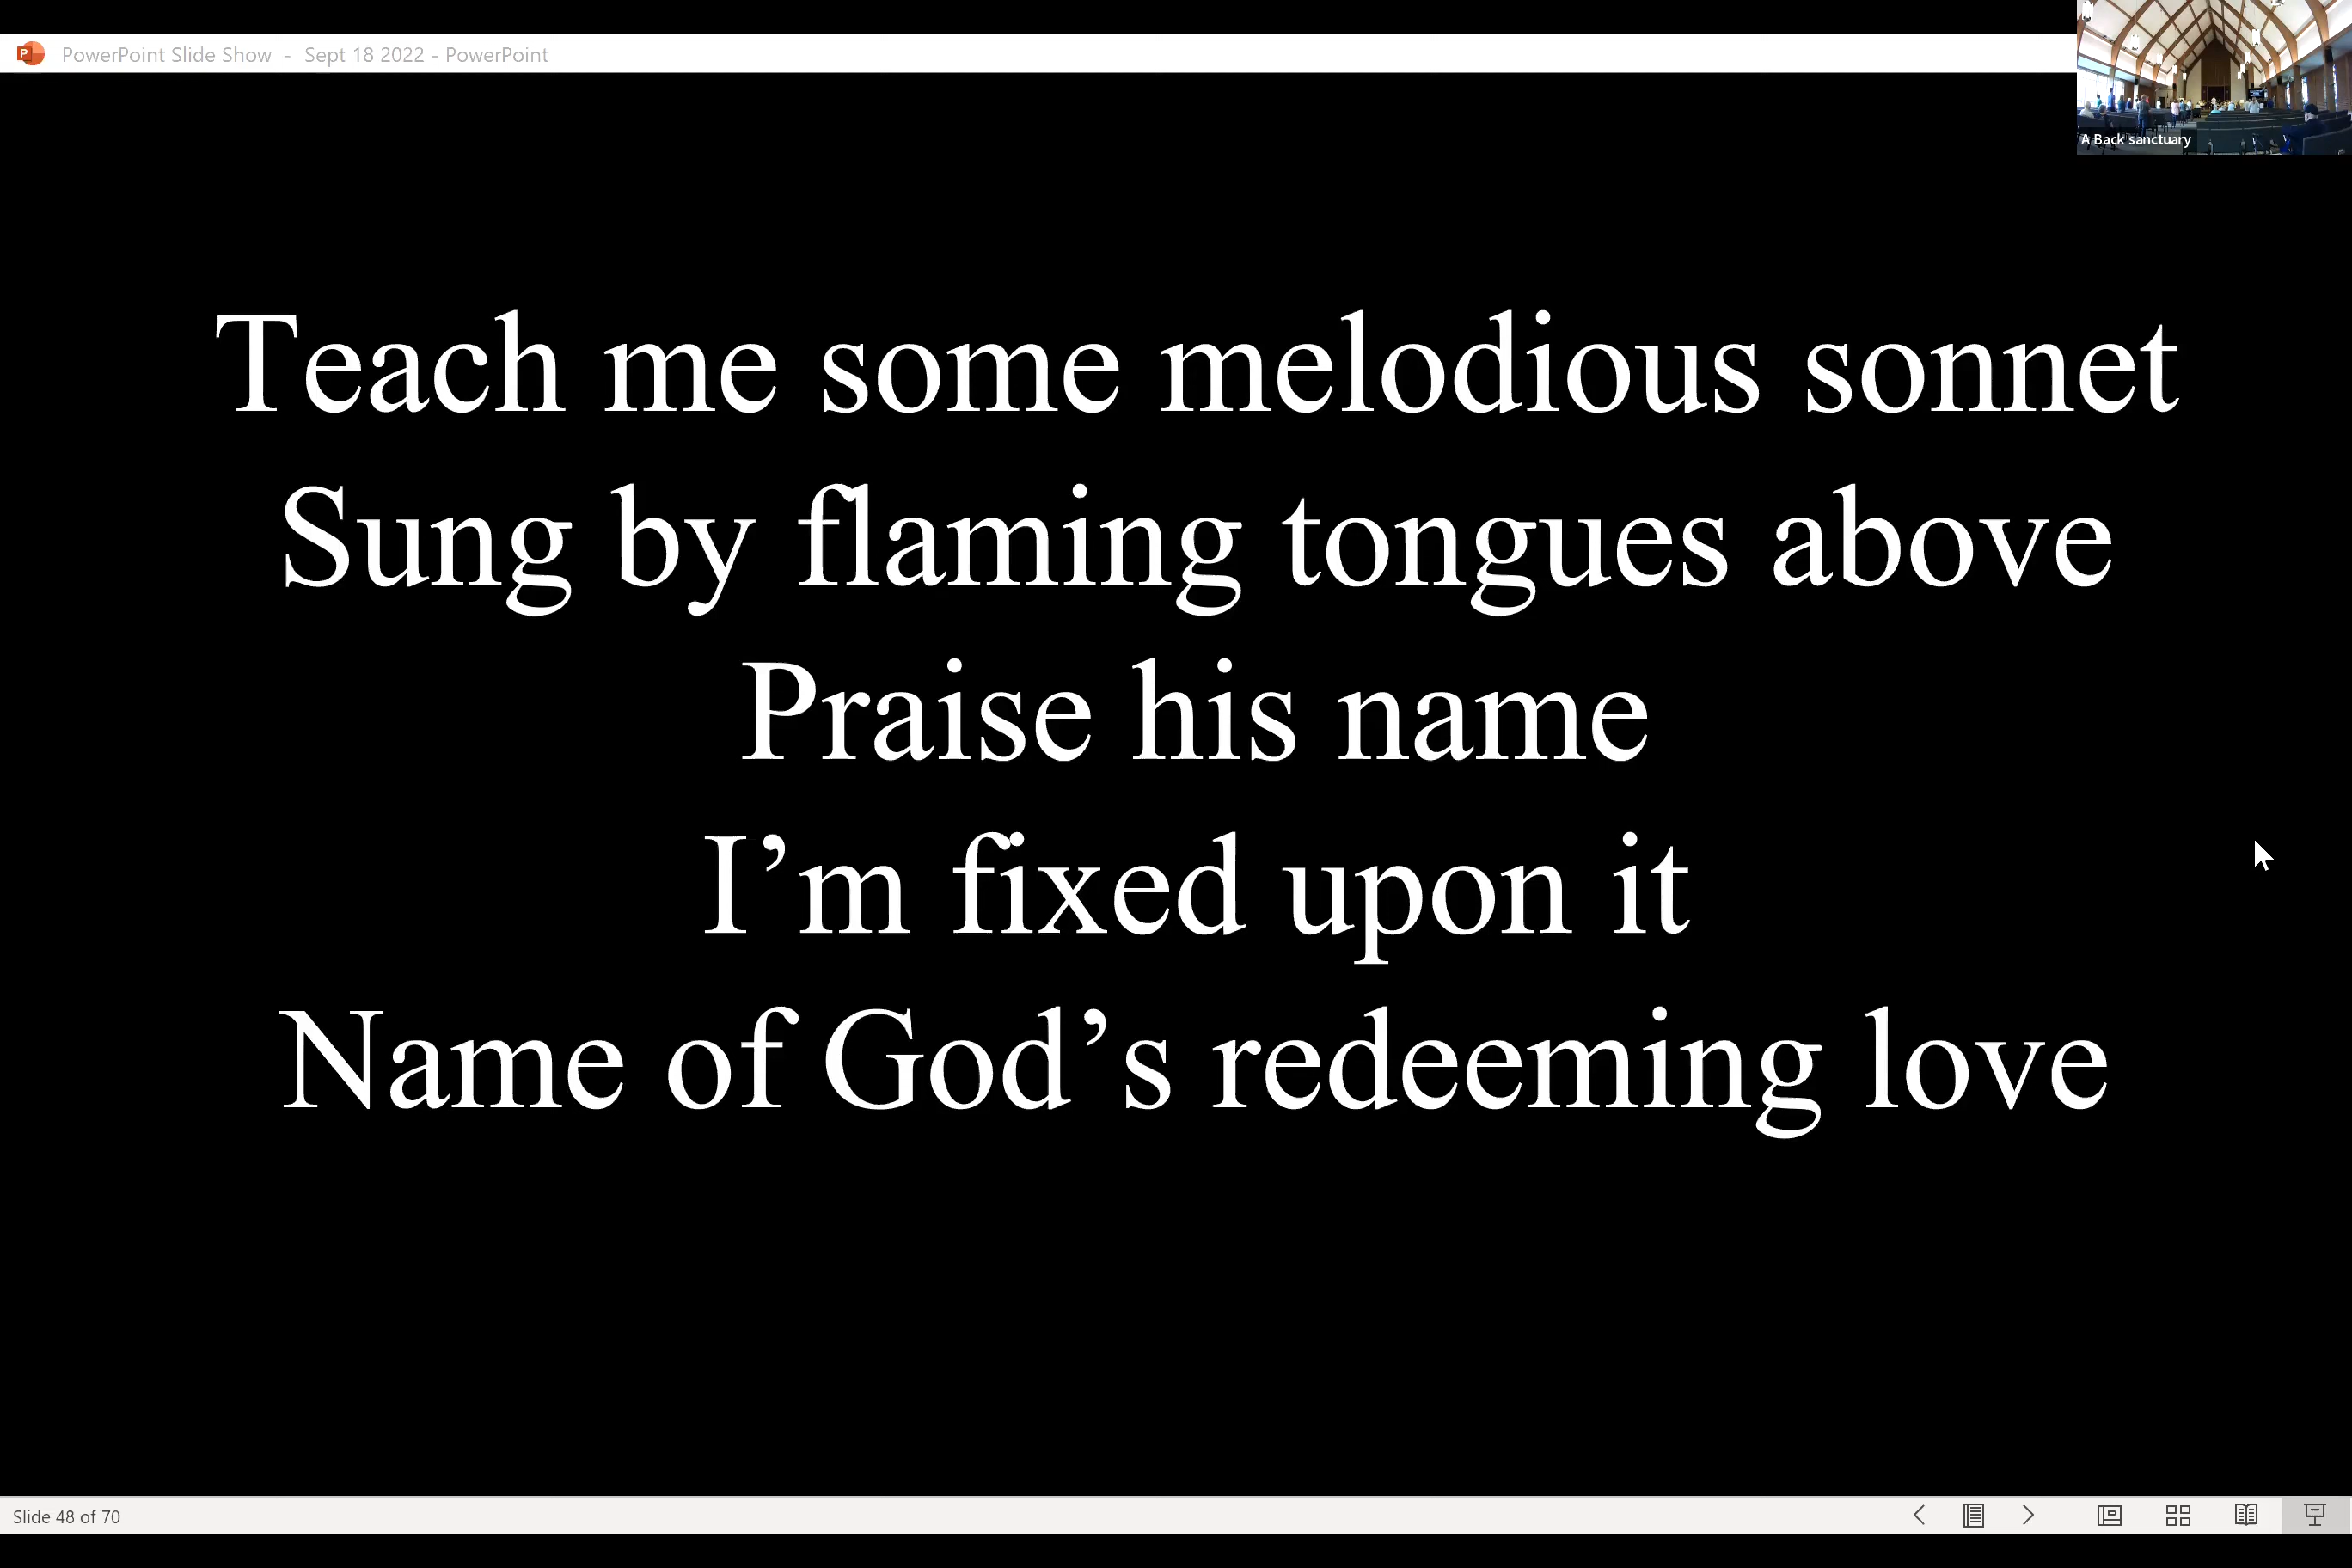 PowerPoint Slide Show - Sept 18 2022 - PowerPoint
A Back sanctuary
Teach me some melodious sonnet
Sung by flaming tongues above
Praise his name
I’m fixed upon it
Name of God’s redeeming love
Slide 48 of 70